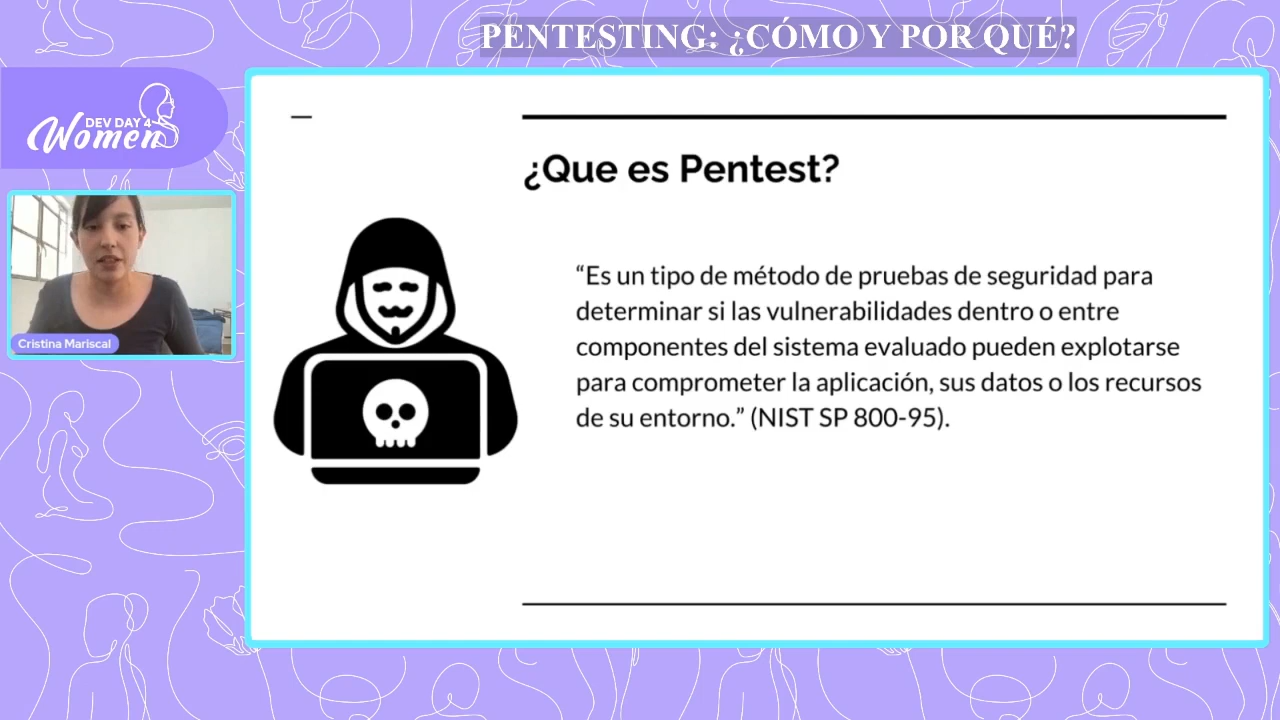 PENTESTING: ¿CÓMO Y POR QUÉ?
DEV DAY 4
Women
Cristina Mariscal
¿Que es Pentest?
“Es un tipo de método de pruebas de seguridad para
determinar si las vulnerabilidades dentro o entre
componentes del sistema evaluado pueden explotarse
para comprometer la aplicación, sus datos o los recursos
de su entorno.” (NIST SP 800-95).